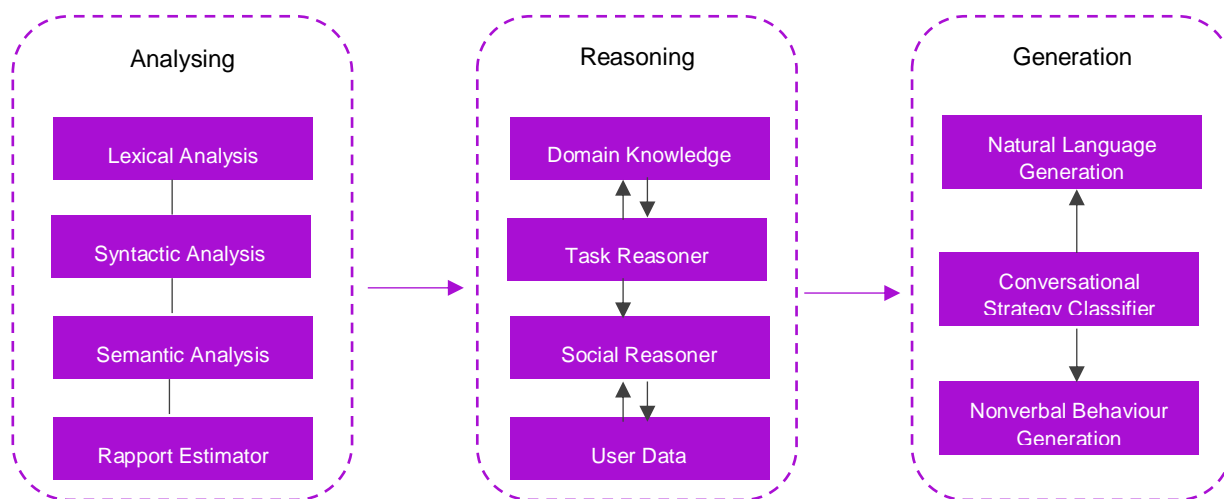 Analysing
Lexical Analysis
Syntactic Analysis
Semantic Analysis
Rapport Estimator
Reasoning
Domain Knowledge
Task Reasoner
Social Reasoner
User Data
Generation
Natural Language
Generation
Conversational
Strategy Classifier
Nonverbal Behaviour
Generation